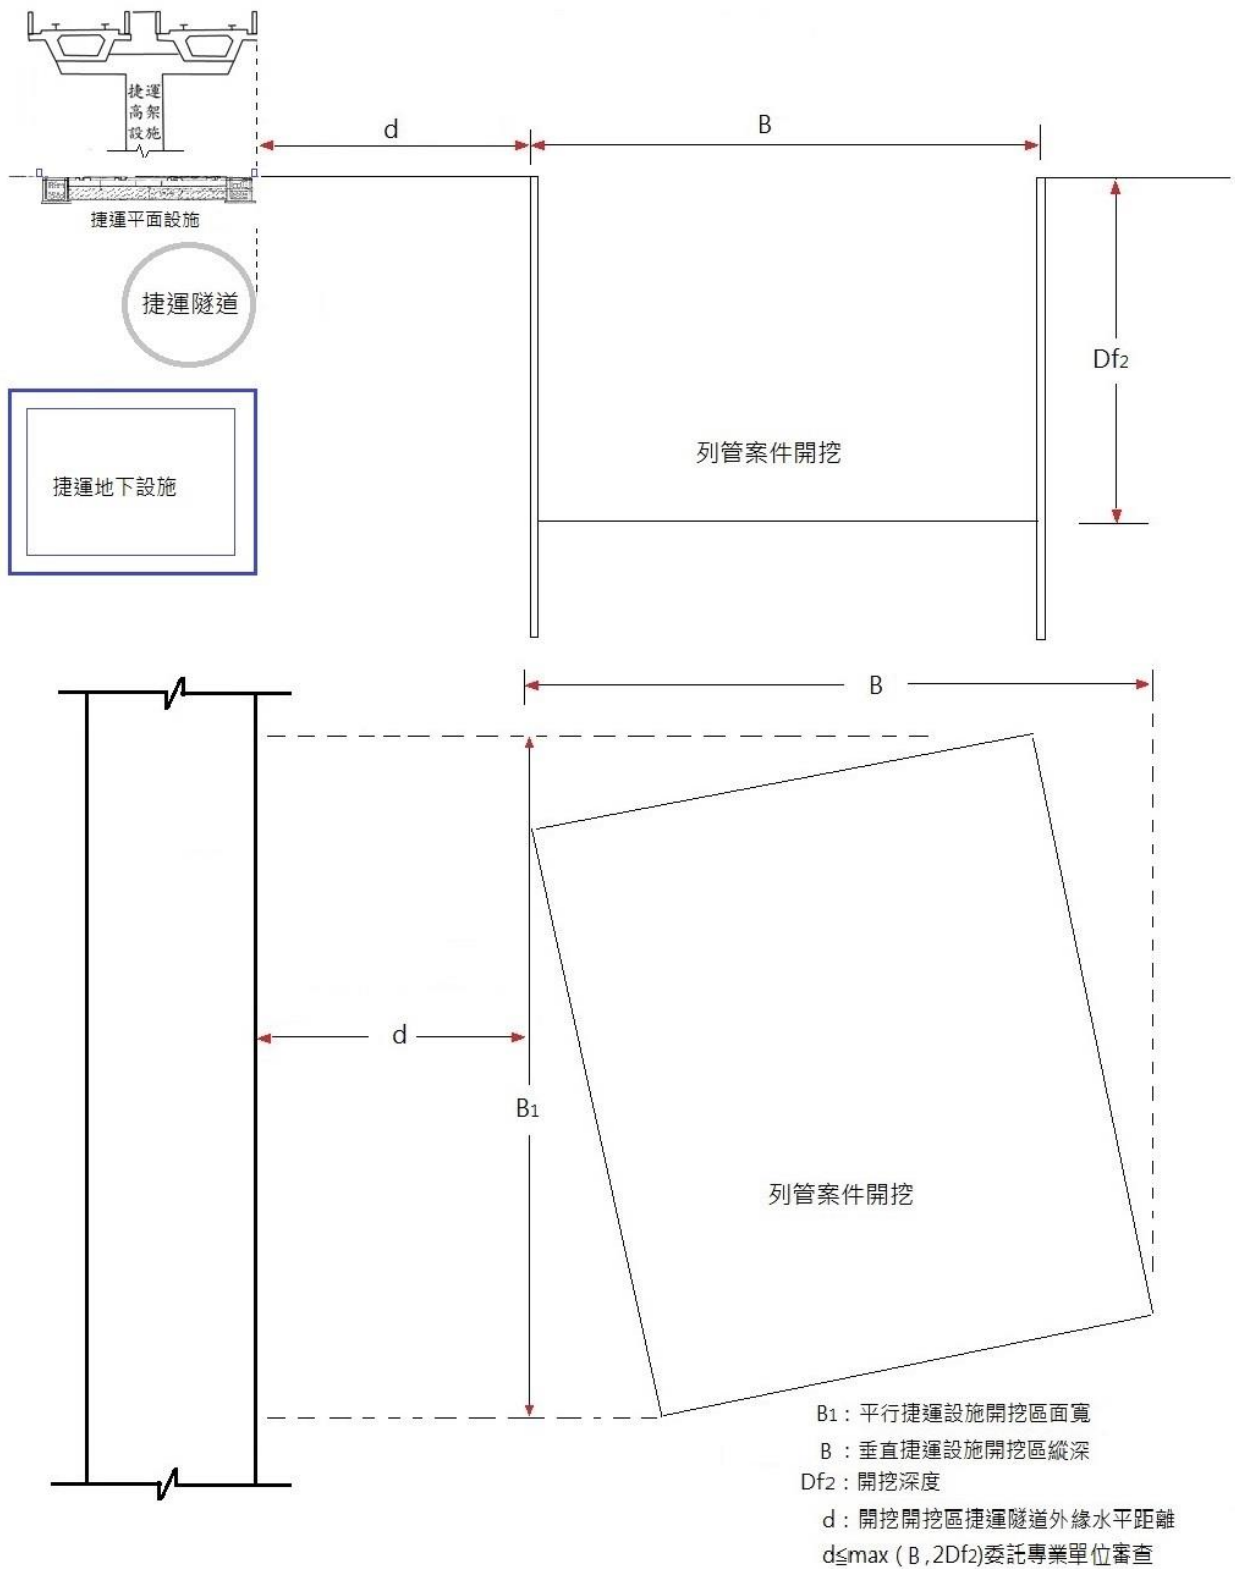 捷運
高架
設施
d
B
捷運平面設施
捷運隧道
Df2
列管案件開挖
捷運地下設施
B
d
B1
列管案件開挖
B1：平行捷運設施開挖區面寬
B：垂直捷運設施開挖區縱深
Df2：開挖深度
d：開挖開挖區捷運隧道外緣水平距離
d≦max（B,2Df2)委託專業單位審查